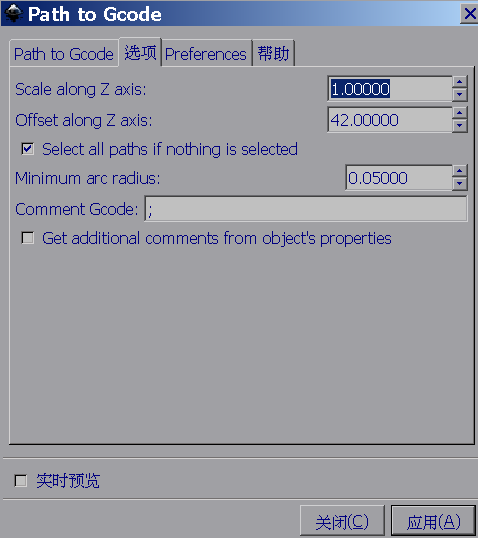 Path to Gcode
Path to Gcode 选项 Preferences 帮助
Scale along Z axis: 1.00000
Offset along Z axis: 42.00000
Select all paths if nothing is selected
Minimum arc radius: 0.05000
Comment Gcode: ;
Get additional comments from object's properties
实时预览
关闭(C) 应用(A)